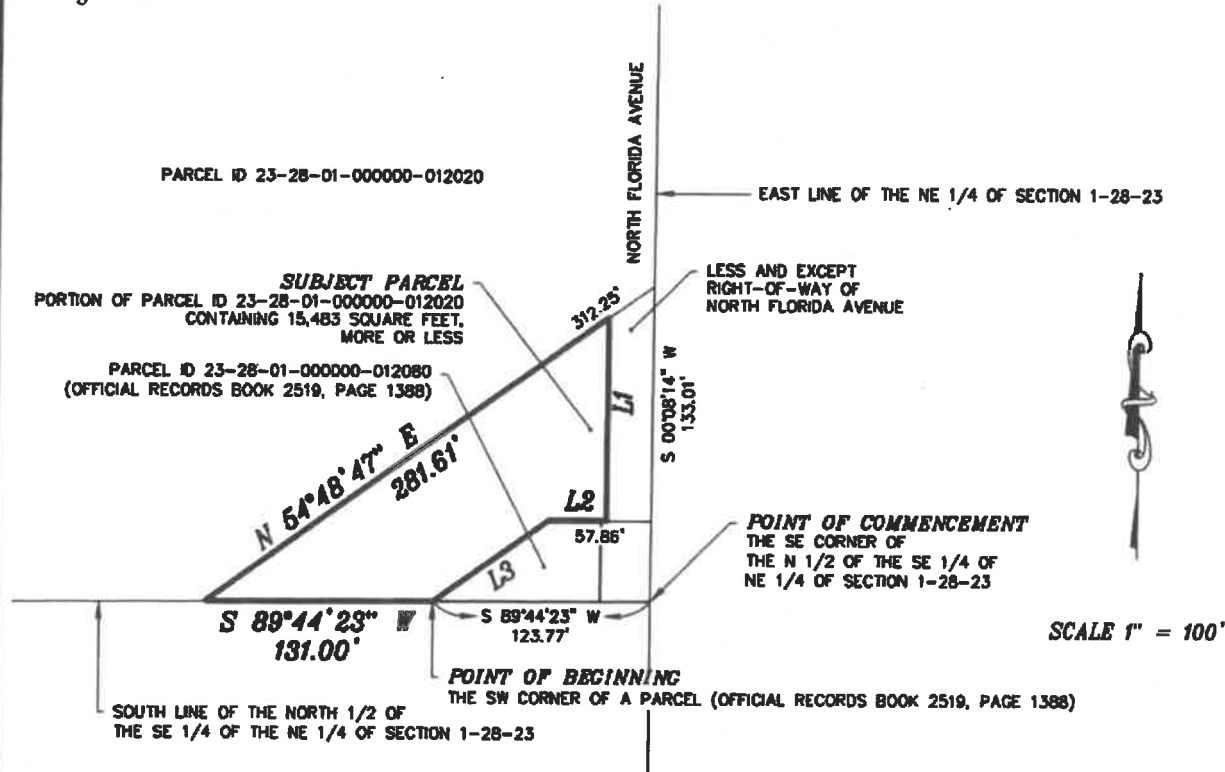 NORTH FLORIDA AVENUE
PARCEL ID 23-28-01-000000-012020
EAST LINE OF THE NE 1/4 OF SECTION 1-28-23
SUBJECT PARCEL
PORTION OF PARCEL ID 23-28-01-000000-012020
CONTAINING 15,483 SQUARE FEET,
MORE OR LESS
312.25'
LESS AND EXCEPT
RIGHT-OF-WAY OF
NORTH FLORIDA AVENUE
PARCEL ID 23-28-01-000000-012080
(OFFICIAL RECORDS BOOK 2519, PAGE 1388)
L1
S 00°08'14" W
133.01'
N 54°48'47" E
281.61'
L2
57.86'
L3
POINT OF COMMENCEMENT
THE SE CORNER OF
THE N 1/2 OF THE SE 1/4 OF
NE 1/4 OF SECTION 1-28-23
S 89°44'23" W
131.00'
S 89°44'23" W
123.77'
SCALE 1" = 100'
POINT OF BEGINNING
THE SW CORNER OF A PARCEL (OFFICIAL RECORDS BOOK 2519, PAGE 1388)
SOUTH LINE OF THE NORTH 1/2 OF
THE SE 1/4 OF THE NE 1/4 OF SECTION 1-28-23